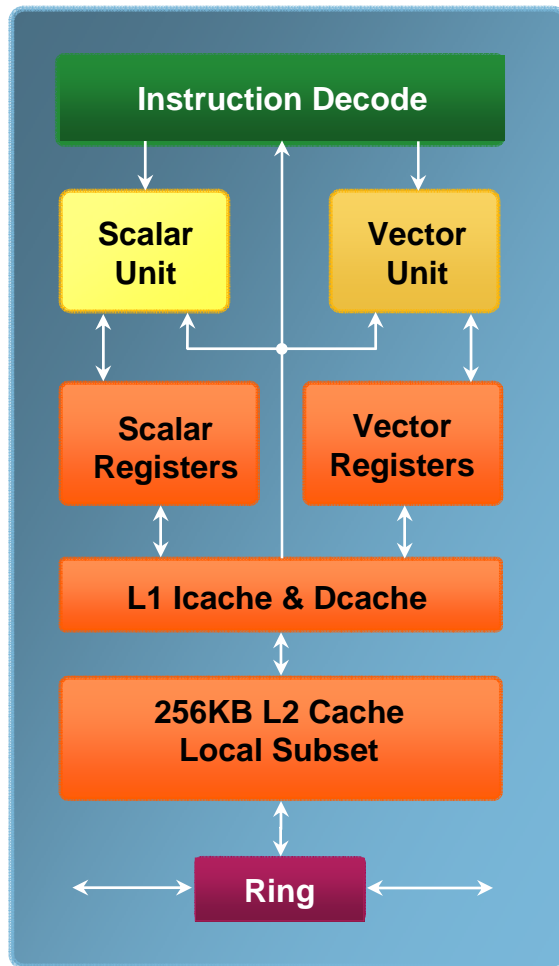 Instruction Decode
Scalar
Unit
Vector
Unit
Scalar
Registers
Vector
Registers
L1 Icache & Dcache
256KB L2 Cache
Local Subset
Ring